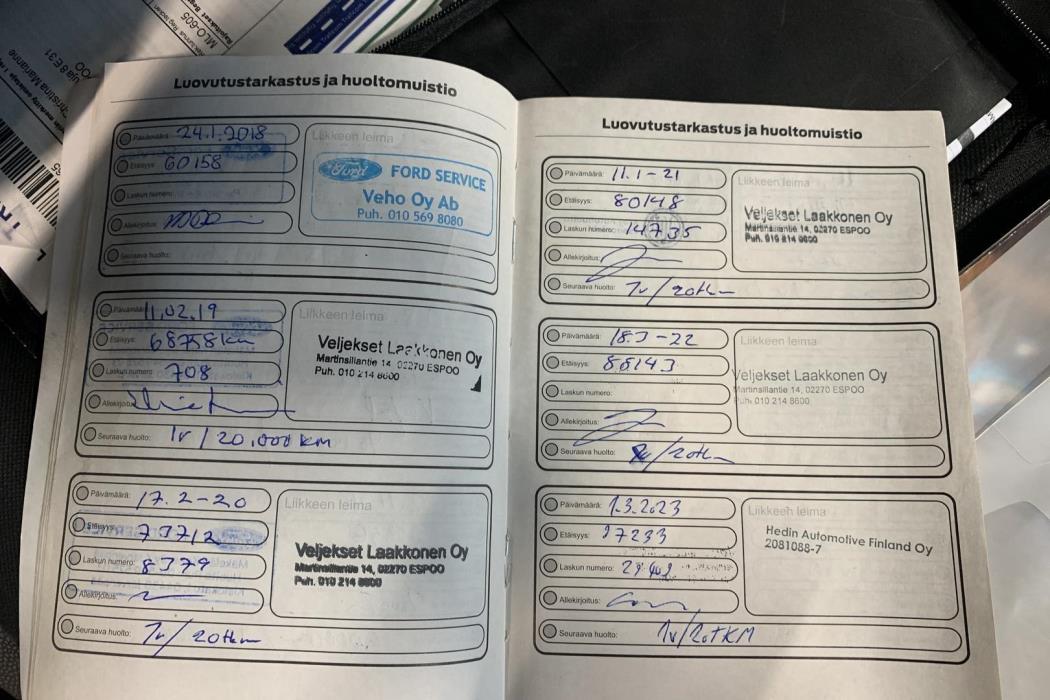 MLO-605
Luovutustarkastus ja huoltomuistio
Päivämäärä: 24.1.2018
Etäisyys: 60158
Laskun numero:
Allekirjoitus:
Seuraava huolto:
Liikkeen leima
Ford FORD SERVICE
Veho Oy Ab
Puh. 010 569 8080
Päivämäärä: 11.02.19
Etäisyys: 68758km
Laskun numero: 708
Allekirjoitus:
Seuraava huolto: 1v / 20.000 KM
Liikkeen leima
Veljekset Laakkonen Oy
Martinsillantie 14, 02270 ESPOO
Puh. 010 214 8600
Päivämäärä: 17.2-20
Etäisyys: 73712
Laskun numero: 8379
Allekirjoitus:
Seuraava huolto: 1v / 20tkm
Liikkeen leima
Veljekset Laakkonen Oy
Martinsillantie 14, 02270 ESPOO
Puh. 010 214 8600
Luovutustarkastus ja huoltomuistio
Päivämäärä: 11.1-21
Etäisyys: 80148
Laskun numero: 14735
Allekirjoitus:
Seuraava huolto: 1v / 20tkm
Liikkeen leima
Veljekset Laakkonen Oy
Martinsillantie 14, 02270 ESPOO
Puh. 010 214 8600
Päivämäärä: 18.3-22
Etäisyys: 88143
Laskun numero:
Allekirjoitus:
Seuraava huolto: /20tkm
Liikkeen leima
Veljekset Laakkonen Oy
Martinsillantie 14, 02270 ESPOO
Puh. 010 214 8600
Päivämäärä: 1.3.2023
Etäisyys: 97233
Laskun numero:
Allekirjoitus:
Seuraava huolto: 1v/20TKM
Liikkeen leima
Hedin Automotive Finland Oy
2081088-7